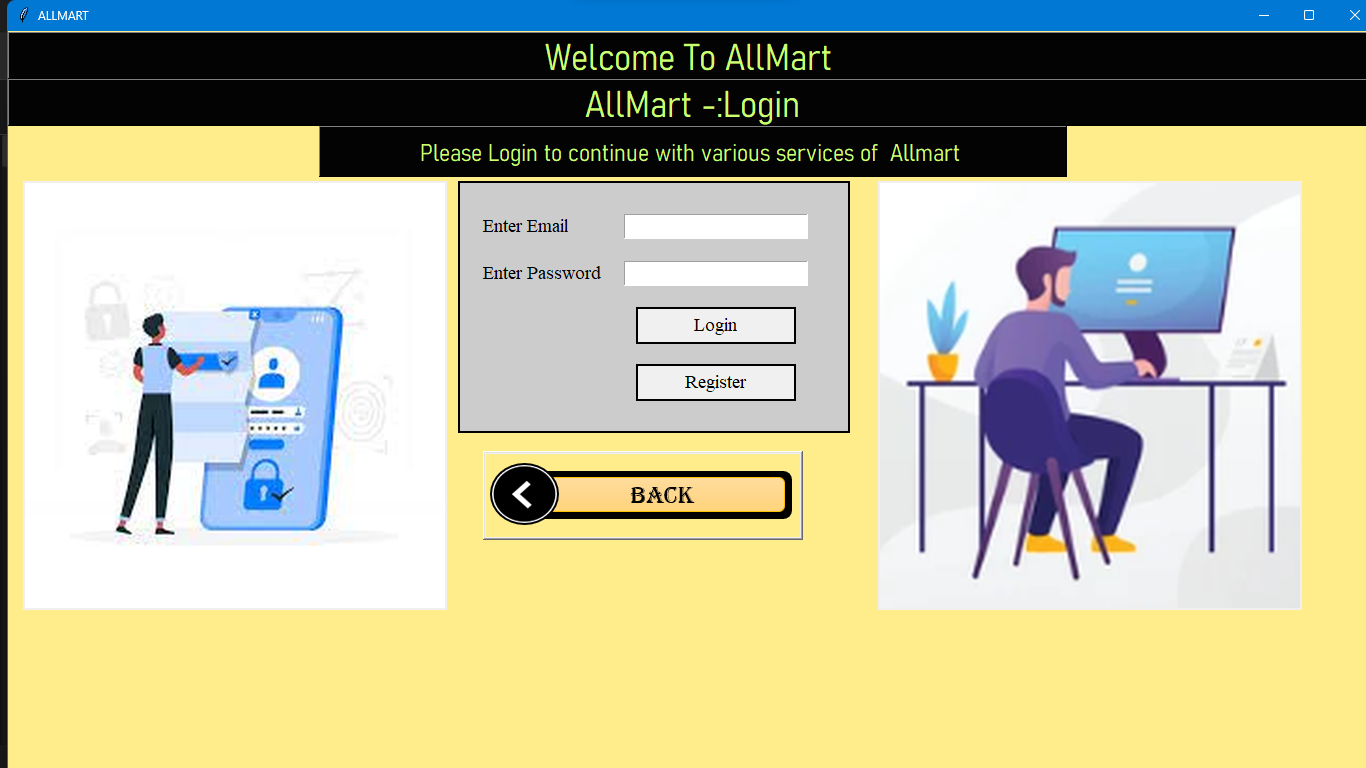 ALLMART
Welcome To AllMart
AllMart -:Login
Please Login to continue with various services of  Allmart
Enter Email
Enter Password
Login
Register
BACK